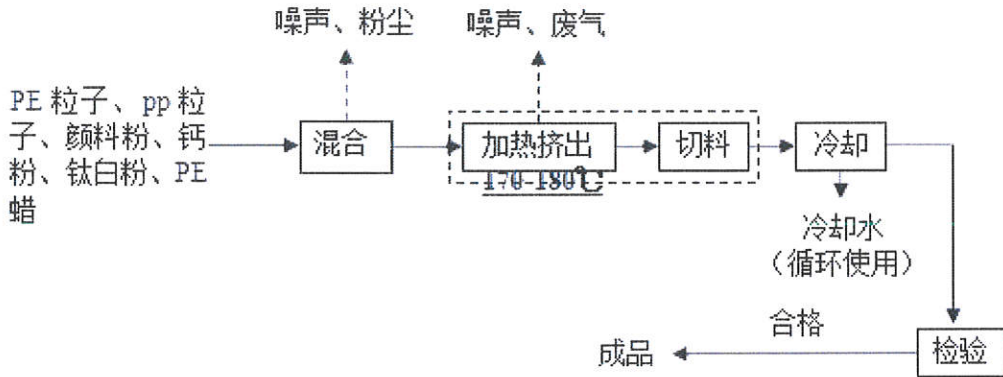 噪声、粉尘
噪声、废气
PE 粒子、pp 粒
子、颜料粉、钙
粉、钛白粉、PE
蜡
混合
加热挤出
170-180℃
切料
冷却
冷却水
（循环使用）
合格
成品
检验